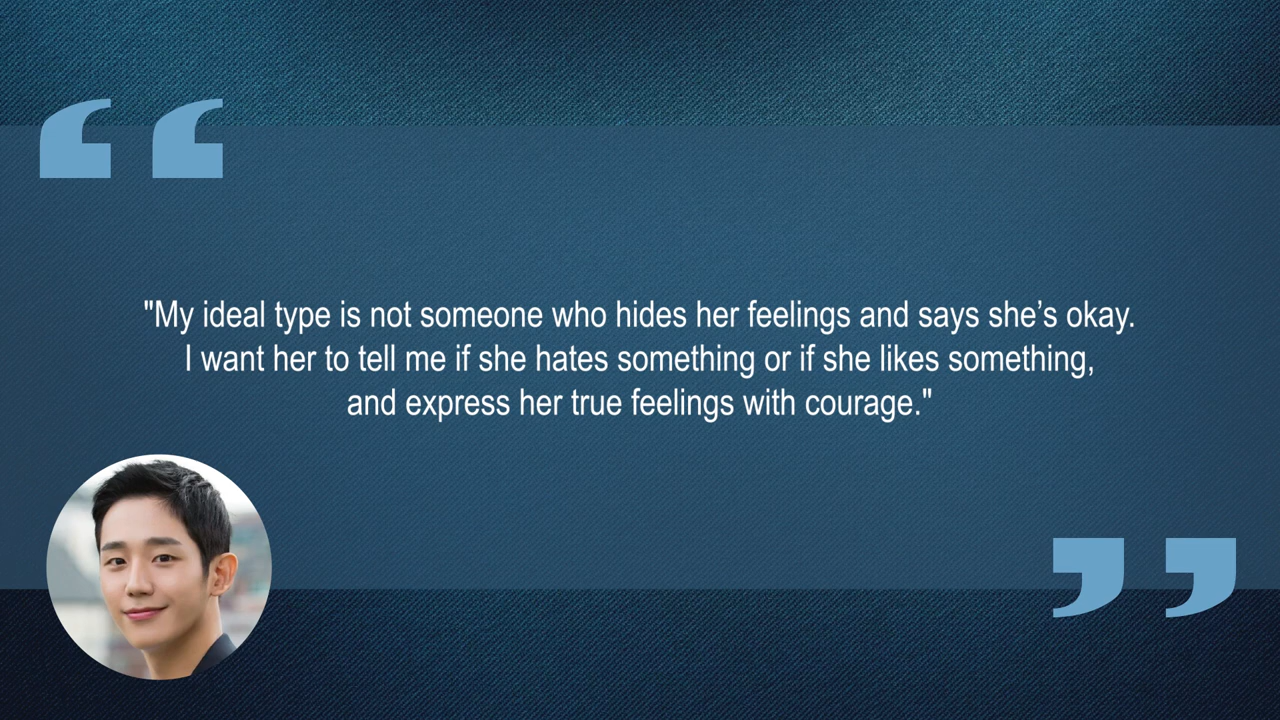 "My ideal type is not someone who hides her feelings and says she’s okay.
I want her to tell me if she hates something or if she likes something,
and express her true feelings with courage."